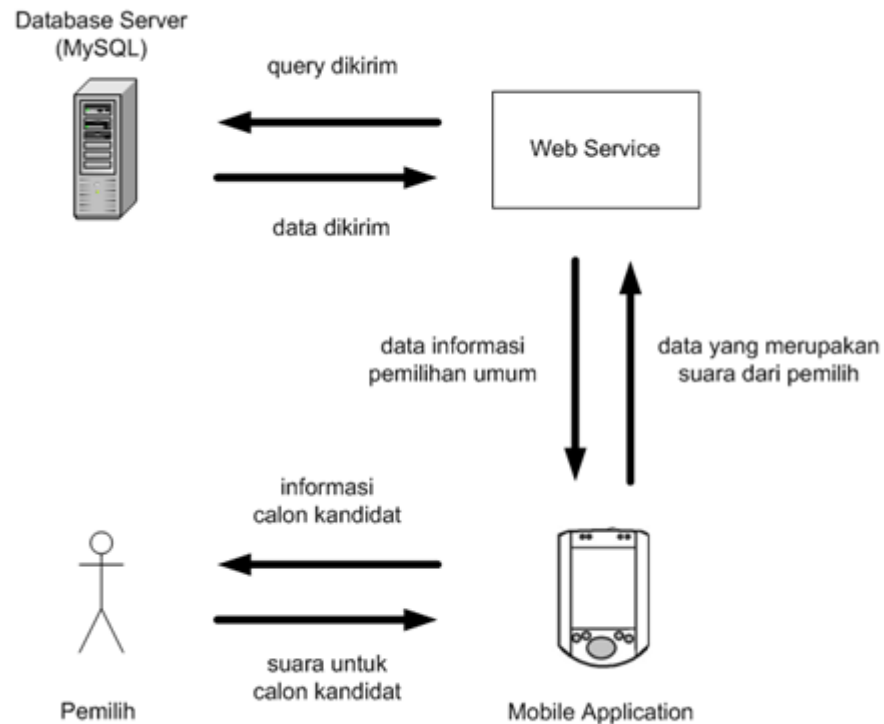 Database Server
(MySQL)
query dikirim
Web Service
data dikirim
data informasi
pemilihan umum
data yang merupakan
suara dari pemilih
informasi
calon kandidat
suara untuk
calon kandidat
Pemilih
Mobile Application